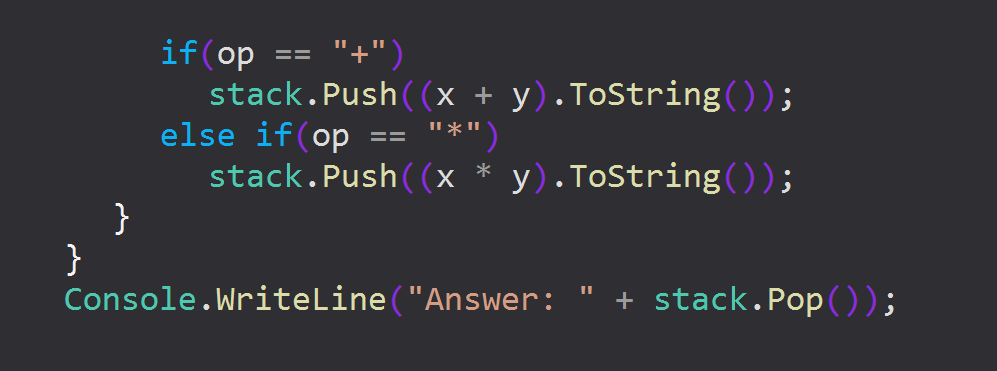 if(op == "+")
stack.Push((x + y).ToString());
else if(op == "*")
stack.Push((x * y).ToString());
}
}
Console.WriteLine("Answer: " + stack.Pop());